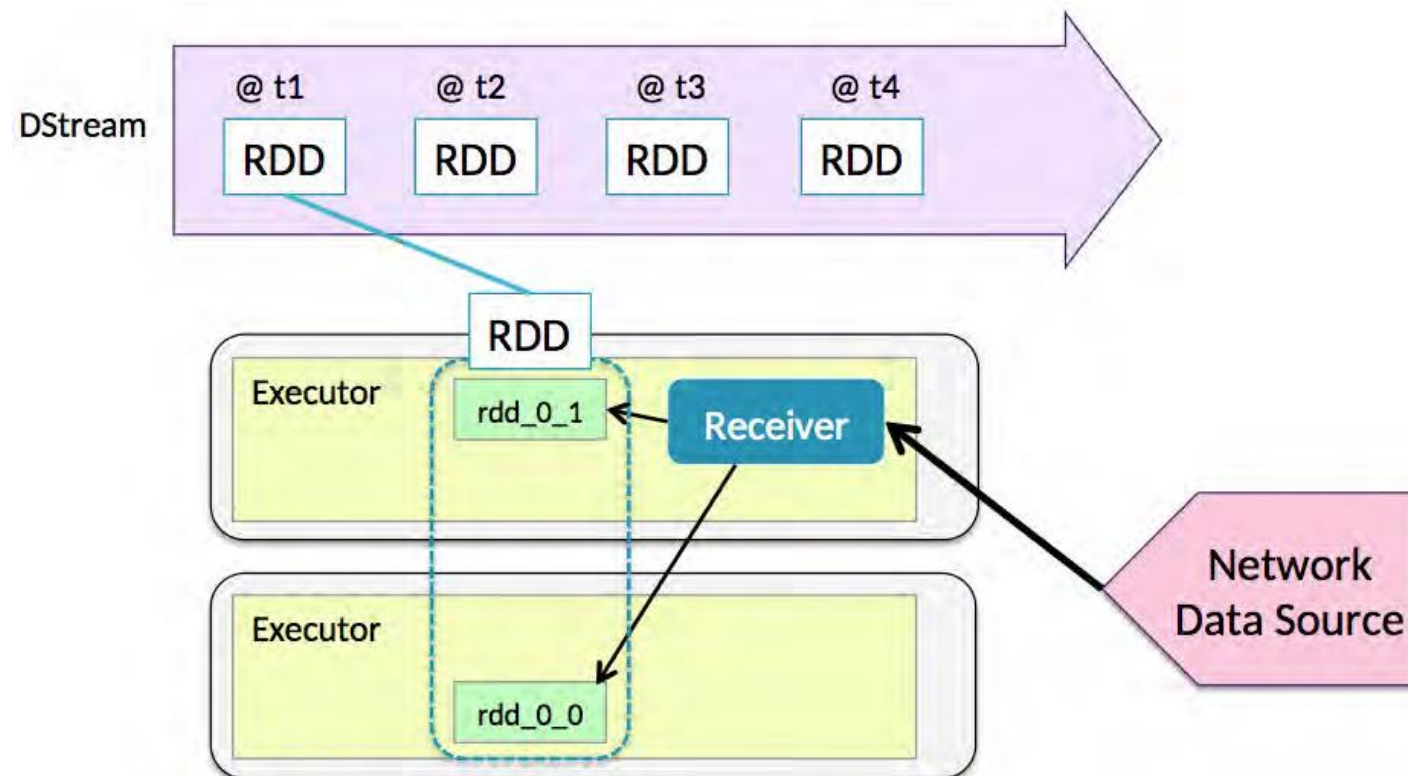 @ t1
@ t2
@ t3
@ t4
DStream
RDD
RDD
RDD
RDD
RDD
Executor
rdd_0_1
Receiver
Network
Data Source
Executor
rdd_0_0